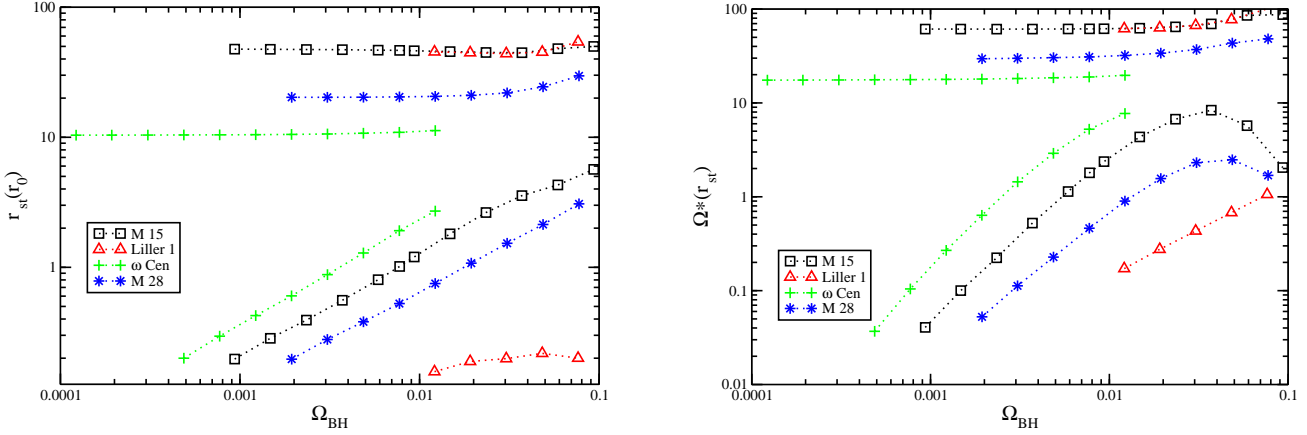 100
10
1
r_st(r_0)
M 15
Liller 1
ω Cen
M 28
0.0001 0.001 0.01 0.1
Ω_BH
1000
100
10
1
0.1
0.01
Ω*(r_st)
M 15
Liller 1
ω Cen
M 28
0.0001 0.001 0.01 0.1
Ω_BH